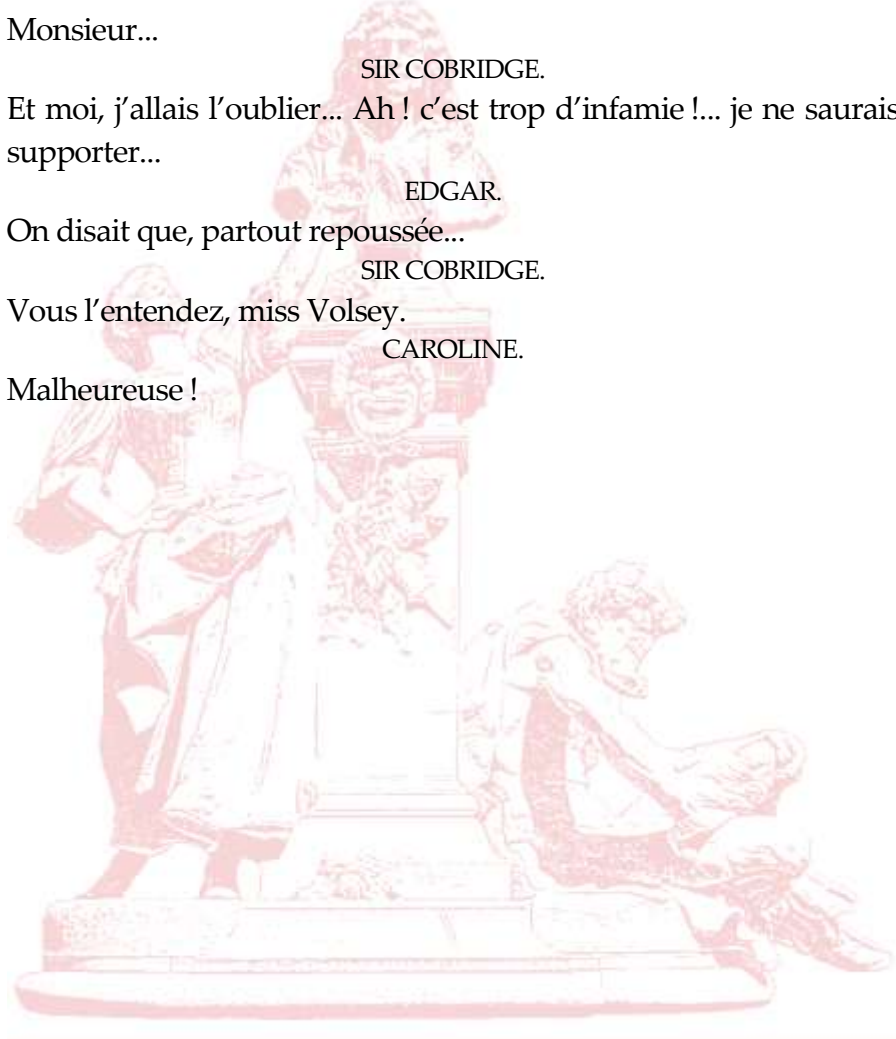 Monsieur...
SIR COBRIDGE.
Et moi, j’allais l’oublier... Ah ! c’est trop d’infamie !... je ne saurais
supporter...
EDGAR.
On disait que, partout repoussée...
SIR COBRIDGE.
Vous l’entendez, miss Volsey.
CAROLINE.
Malheureuse !